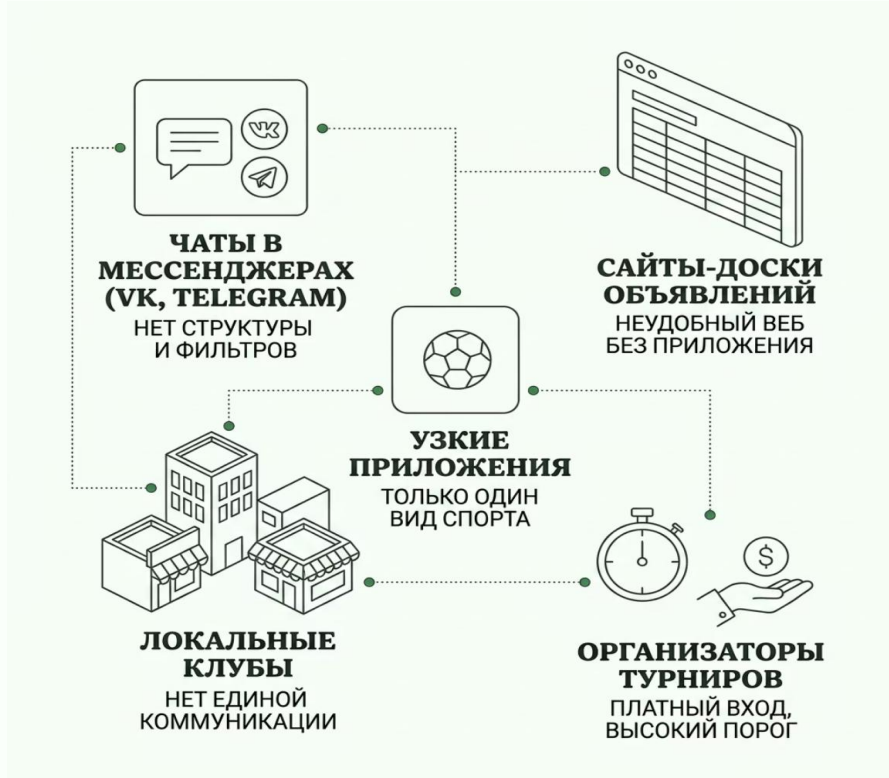 ЧАТЫ В
МЕССЕНДЖЕРАХ
(VK, TELEGRAM)
НЕТ СТРУКТУРЫ
И ФИЛЬТРОВ
САЙТЫ-ДОСКИ
ОБЪЯВЛЕНИЙ
НЕУДОБНЫЙ ВЕБ
БЕЗ ПРИЛОЖЕНИЯ
УЗКИЕ
ПРИЛОЖЕНИЯ
ТОЛЬКО ОДИН
ВИД СПОРТА
ЛОКАЛЬНЫЕ
КЛУБЫ
НЕТ ЕДИНОЙ
КОММУНИКАЦИИ
ОРГАНИЗАТОРЫ
ТУРНИРОВ
ПЛАТНЫЙ ВХОД,
ВЫСОКИЙ ПОРОГ